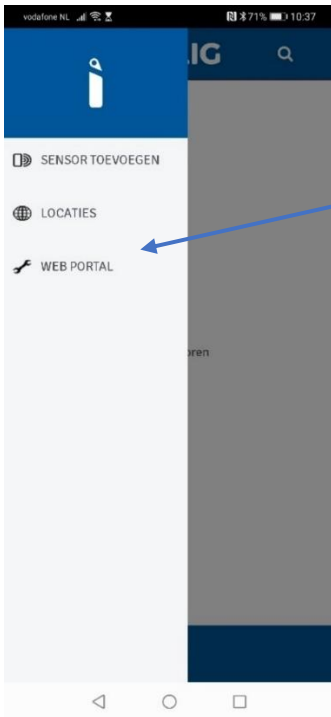 vodafone NL 71% 10:37
IG
SENSOR TOEVOEGEN
LOCATIES
WEB PORTAL
oren